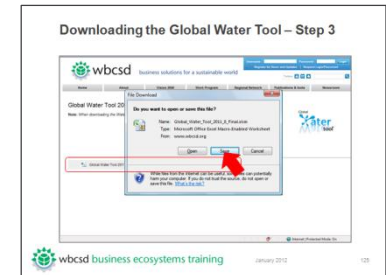 Downloading the Global Water Tool – Step 3
wbcsd business solutions for a sustainable world
Global Water Tool 20
File Download
Do you want to open or save this file?
Name: Global_Water_Tool_2011_E_Final.xlsm
Type: Microsoft Office Excel Macro-Enabled Worksheet
From: www.wbcsd.org
Open Save Cancel
While files from the Internet can be useful, some files can potentially
harm your computer. If you do not trust the source, do not open or
save this file. What's the risk?
Global Water Tool 201
Water
tool
Internet | Protected Mode: On
wbcsd business ecosystems training
January 2012
125